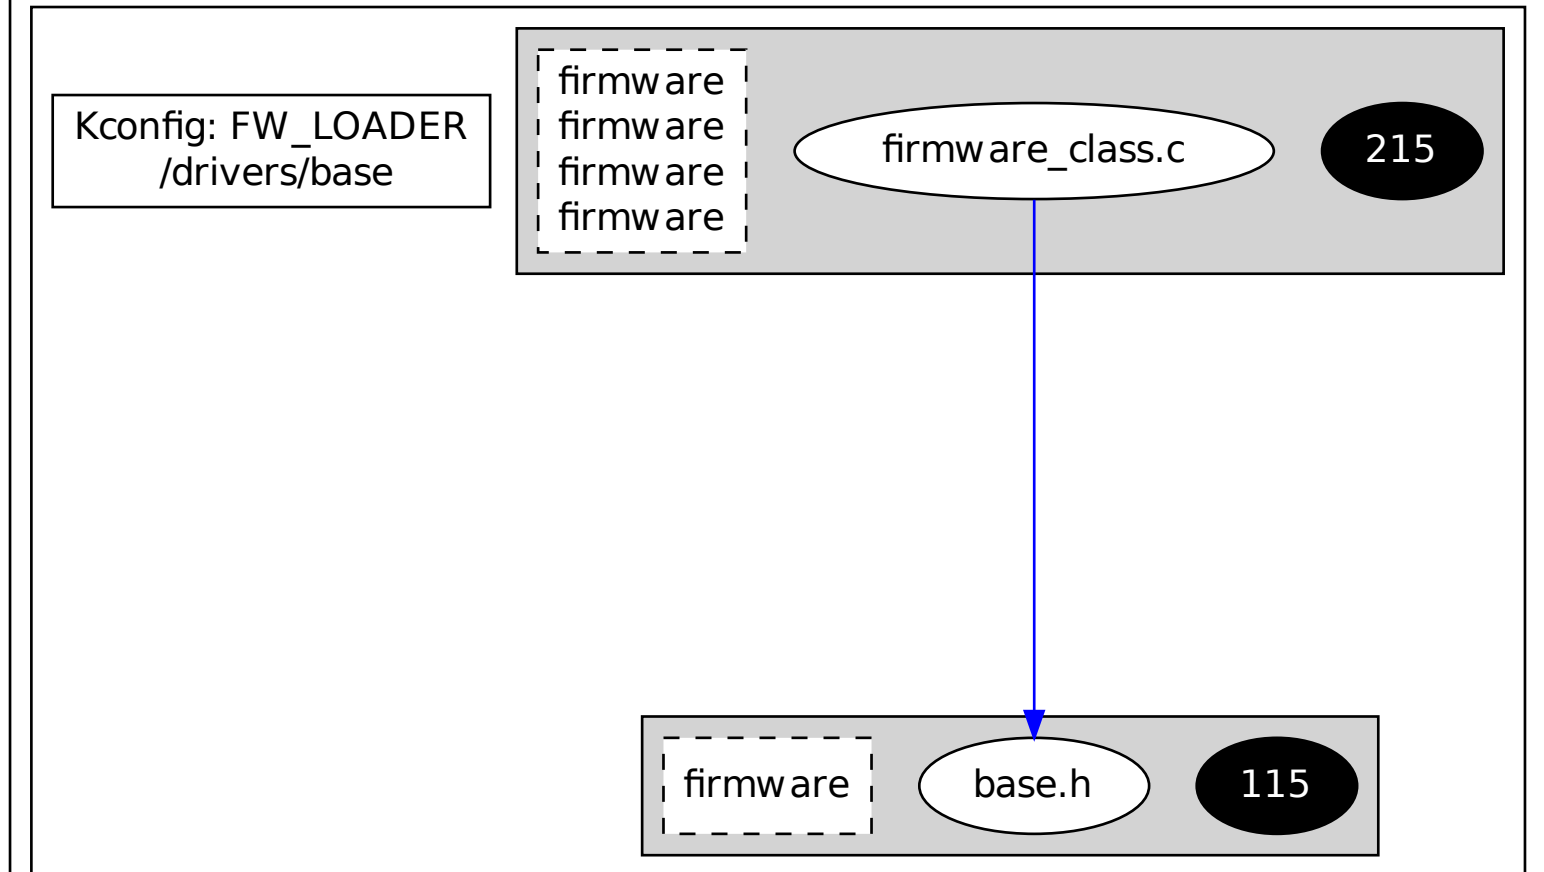 Kconfig: FW_LOADER
/drivers/base
firmware
firmware
firmware
firmware
firmware_class.c
215
firmware
base.h
115